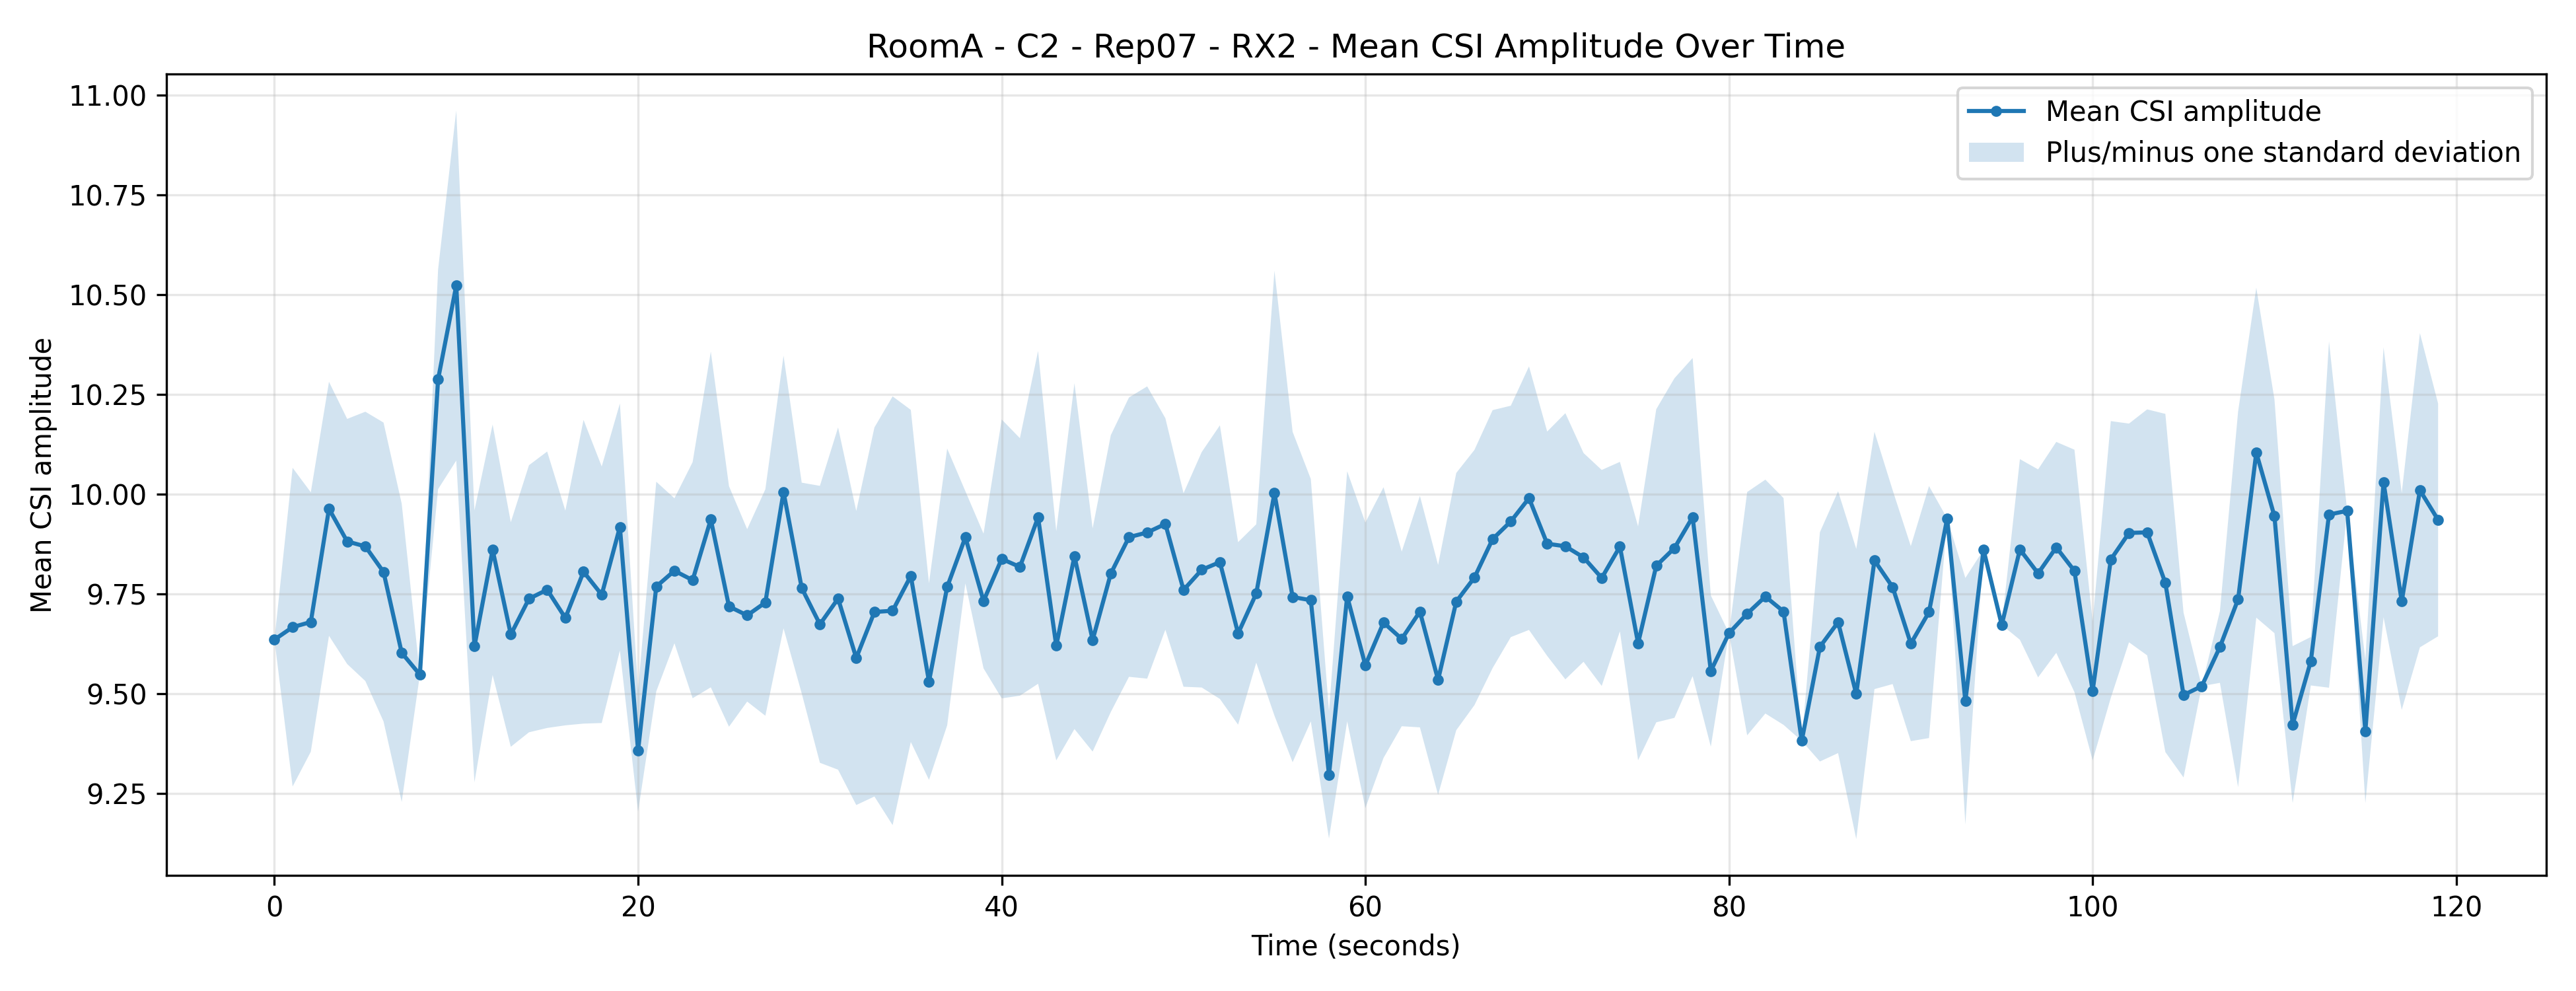 RoomA - C2 - Rep07 - RX2 - Mean CSI Amplitude Over Time
Mean CSI amplitude
Plus/minus one standard deviation
Mean CSI amplitude
11.00
10.75
10.50
10.25
10.00
9.75
9.50
9.25
0 20 40 60 80 100 120
Time (seconds)